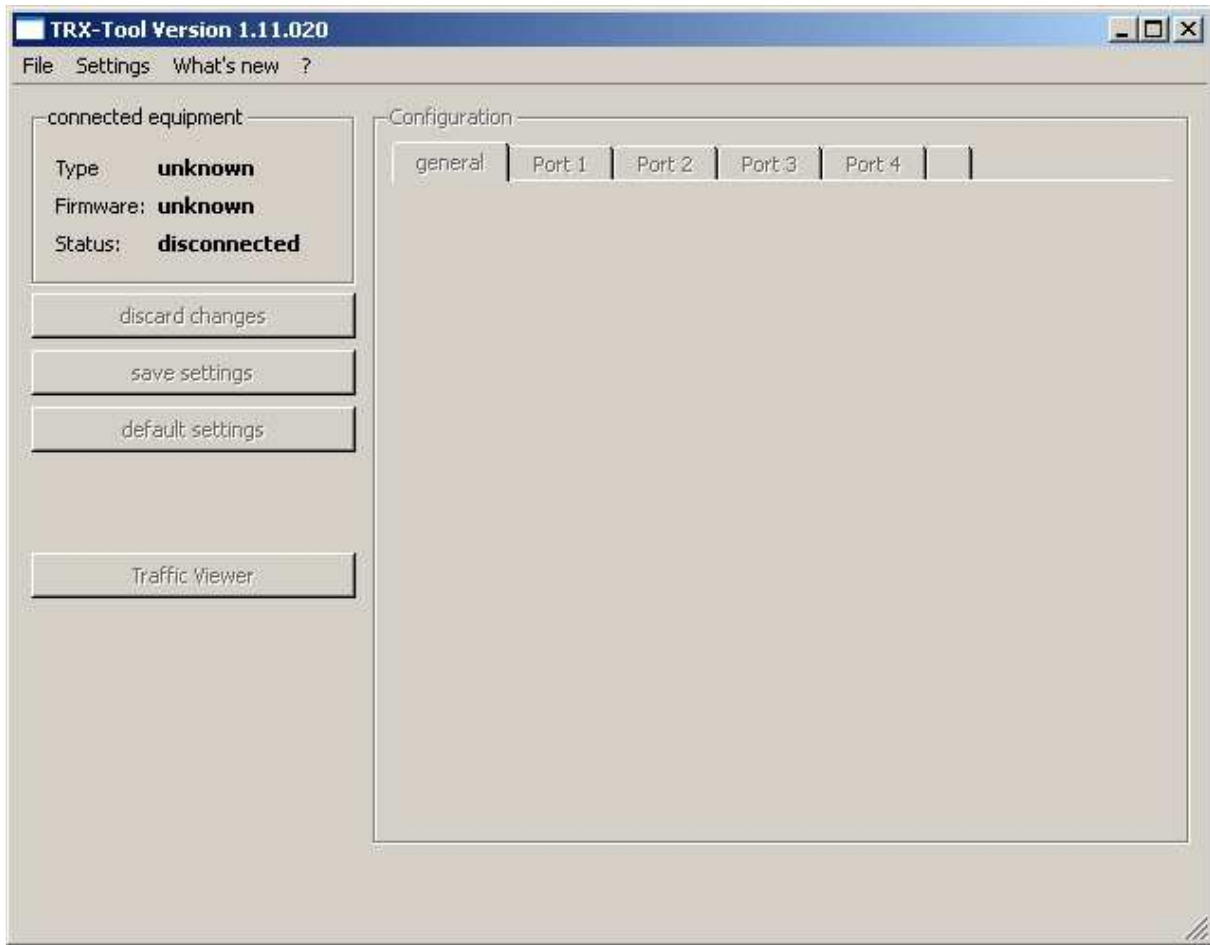 TRX-Tool Version 1.11.020
File Settings What's new ?
connected equipment
Type unknown
Firmware: unknown
Status: disconnected
discard changes
save settings
default settings
Traffic Viewer
Configuration
general Port 1 Port 2 Port 3 Port 4